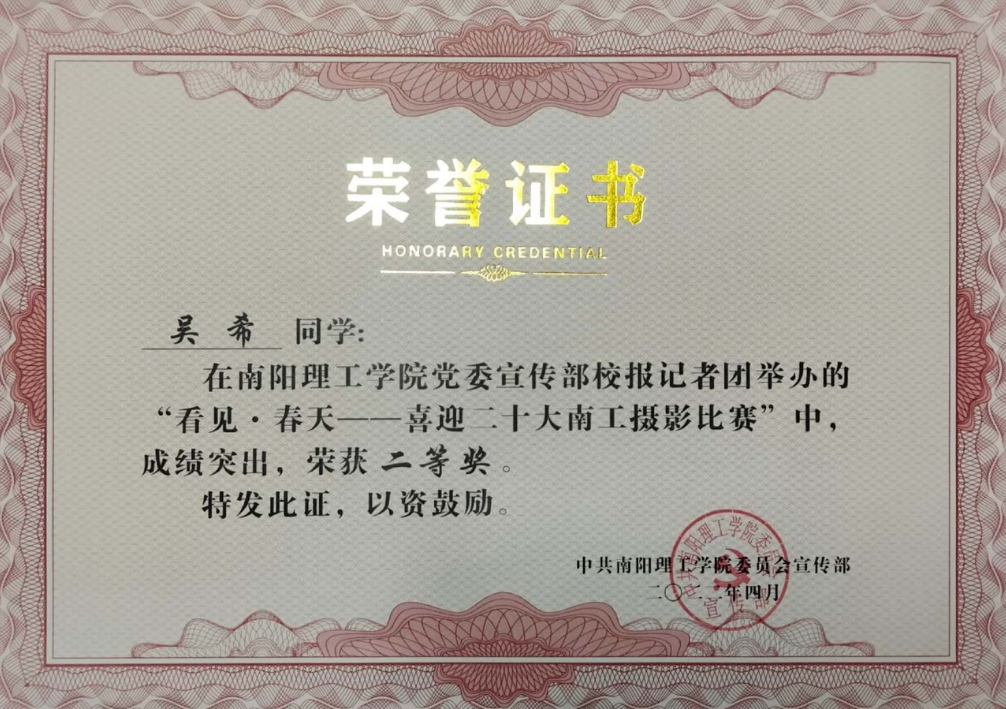 荣誉证书
HONORARY CREDENTIAL
吴希 同学:
在南阳理工学院党委宣传部校报记者团举办的
“看见·春天——喜迎二十大南工摄影比赛”中，
成绩突出，荣获二等奖。
特发此证，以资鼓励。
中共南阳理工学院委员会宣传部
二〇二二年四月